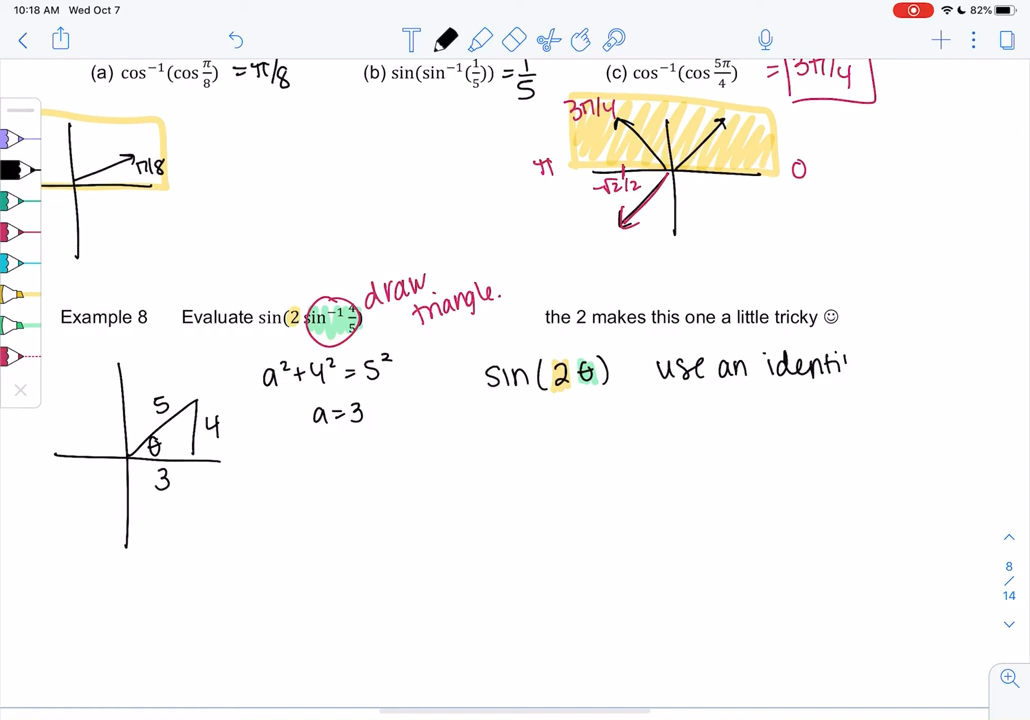 10:18 AM Wed Oct 7
82%
(a) cos⁻¹(cos π/8) = π/8
(b) sin(sin⁻¹(1/5)) = 1/5
(c) cos⁻¹(cos 5π/4) = 3π/4
π/8
3π/4
π
-√2/2
0
draw
triangle.
Example 8 Evaluate sin(2 sin⁻¹ 4/5)
the 2 makes this one a little tricky ☺
a² + 4² = 5²
a = 3
sin(2θ)
use an identi
5
4
θ
3
8
/
14